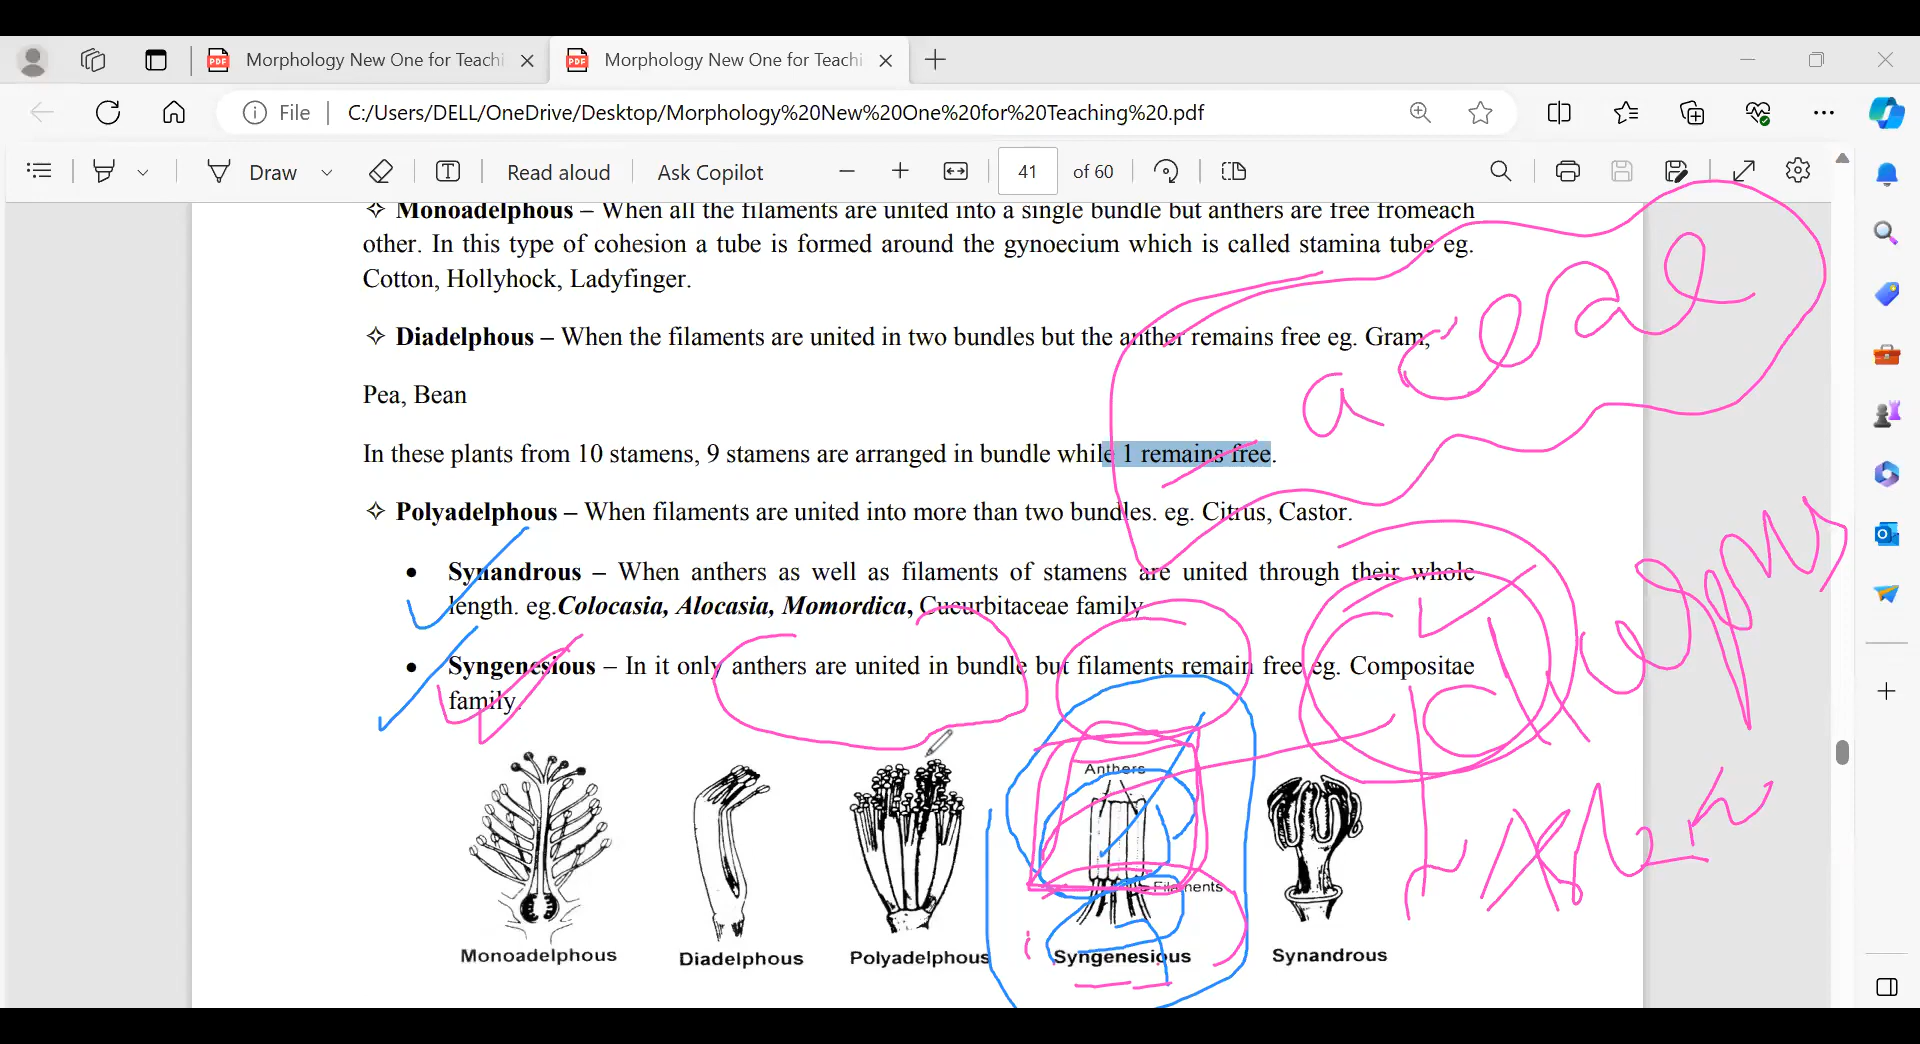 Morphology New One for Teachi
Morphology New One for Teachi
File
C:/Users/DELL/OneDrive/Desktop/Morphology%20New%20One%20for%20Teaching%20.pdf
Draw
Read aloud
Ask Copilot
41
of 60
✧ Monoadelphous – When all the filaments are united into a single bundle but anthers are free fromeach
other. In this type of cohesion a tube is formed around the gynoecium which is called stamina tube eg.
Cotton, Hollyhock, Ladyfinger.
✧ Diadelphous – When the filaments are united in two bundles but the anther remains free eg. Gram,
Pea, Bean
In these plants from 10 stamens, 9 stamens are arranged in bundle while 1 remains free.
✧ Polyadelphous – When filaments are united into more than two bundles. eg. Citrus, Castor.
• Synandrous – When anthers as well as filaments of stamens are united through their whole
length. eg.Colocasia, Alocasia, Momordica, Cucurbitaceae family
• Syngenesious – In it only anthers are united in bundle but filaments remain free eg. Compositae
family.
Anthers
Filaments
Monoadelphous
Diadelphous
Polyadelphous
Syngenesious
Synandrous